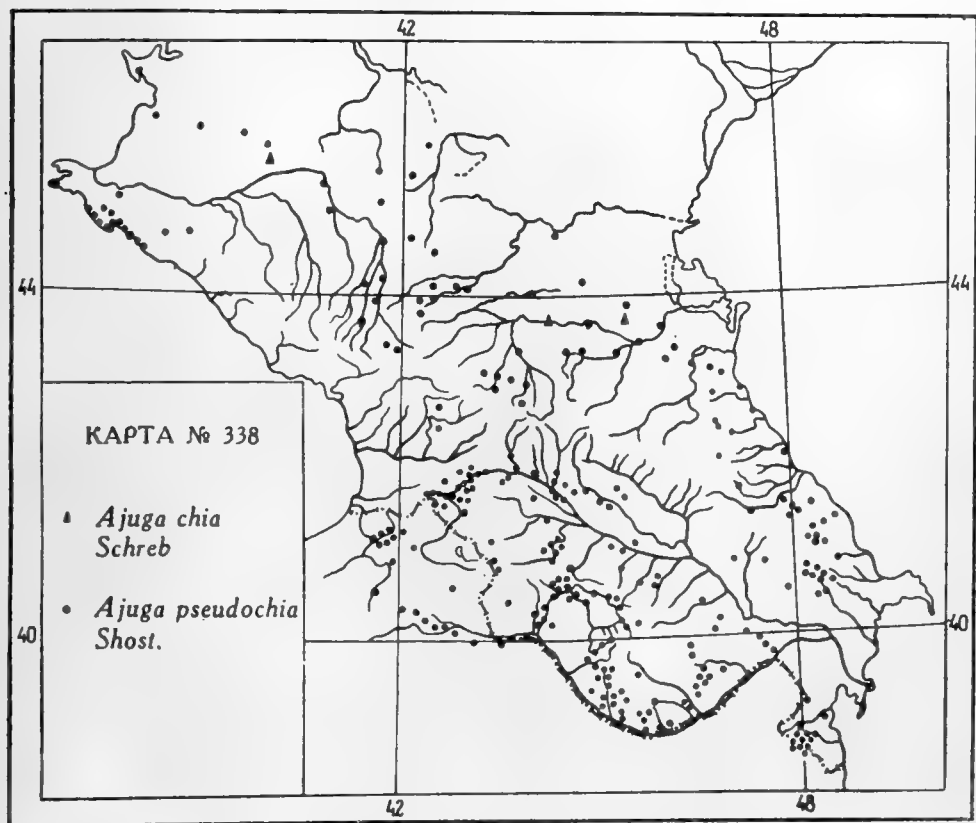 42 48
44 44
КАРТА № 338
Ajuga chia
Schreb
Ajuga pseudochia
Shost.
40 40
42 48